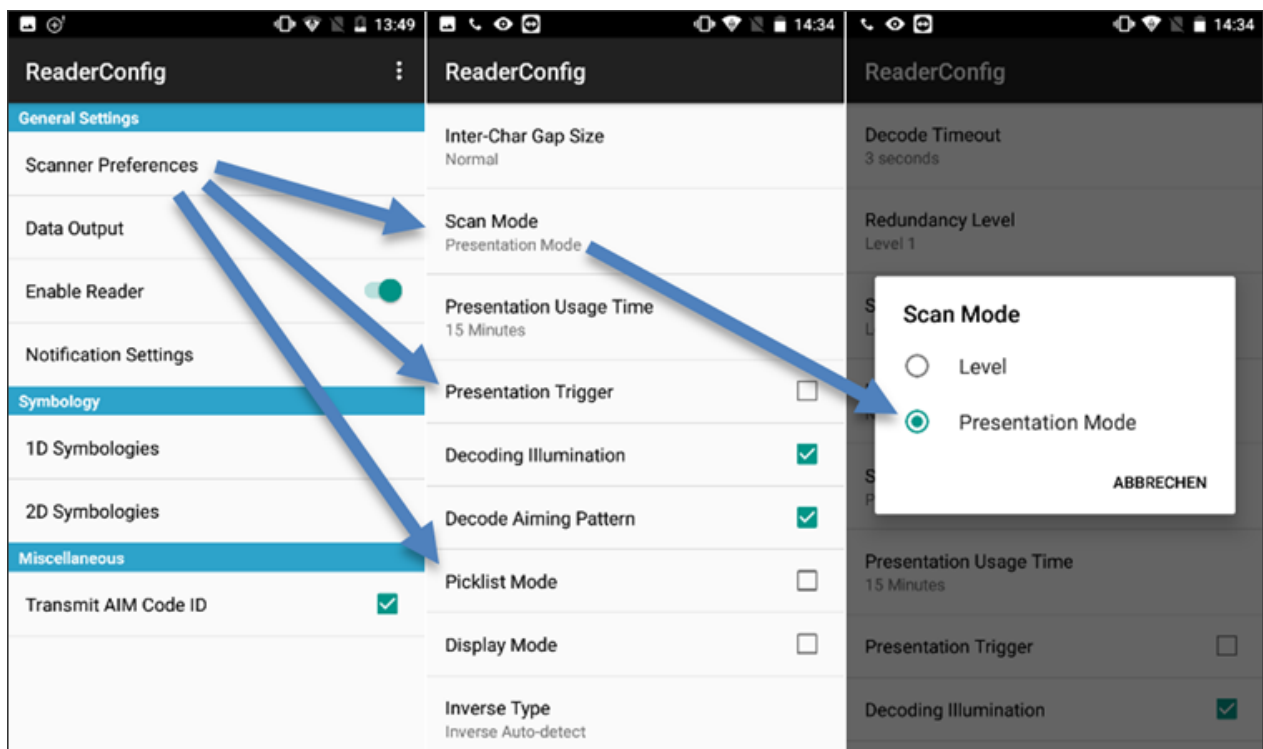 13:49
ReaderConfig
General Settings
Scanner Preferences
Data Output
Enable Reader
Notification Settings
Symbology
1D Symbologies
2D Symbologies
Miscellaneous
Transmit AIM Code ID
14:34
ReaderConfig
Inter-Char Gap Size
Normal
Scan Mode
Presentation Mode
Presentation Usage Time
15 Minutes
Presentation Trigger
Decoding Illumination
Decode Aiming Pattern
Picklist Mode
Display Mode
Inverse Type
Inverse Auto-detect
14:34
ReaderConfig
Decode Timeout
3 seconds
Redundancy Level
Level 1
Scan Mode
Level
Presentation Mode
ABBRECHEN
Presentation Usage Time
15 Minutes
Presentation Trigger
Decoding Illumination